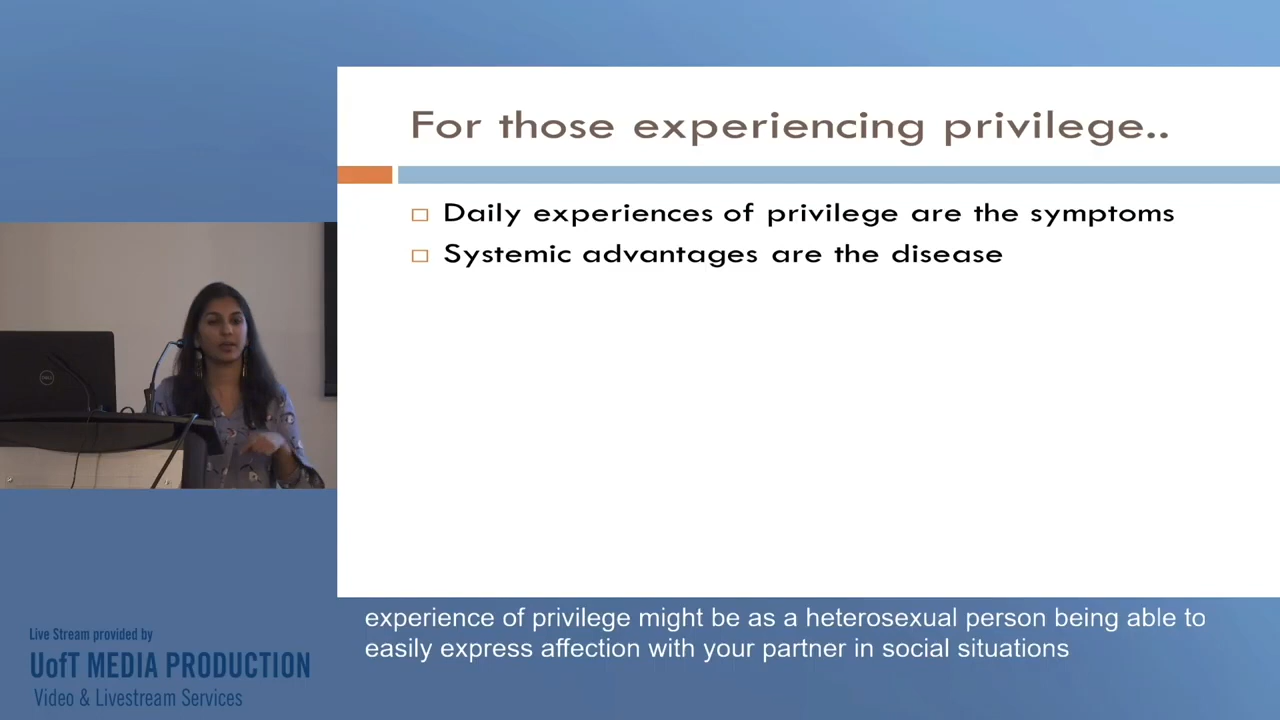 For those experiencing privilege..
Daily experiences of privilege are the symptoms
Systemic advantages are the disease
experience of privilege might be as a heterosexual person being able to
easily express affection with your partner in social situations
Live Stream provided by
UofT MEDIA PRODUCTION
Video & Livestream Services
DELL